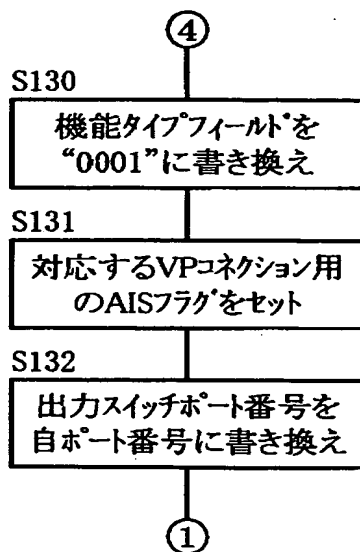 ④
S130
機能タイプフィールドを
“0001”に書き換え
S131
対応するVPコネクション用
のAISフラグをセット
S132
出力スイッチポート番号を
自ポート番号に書き換え
①